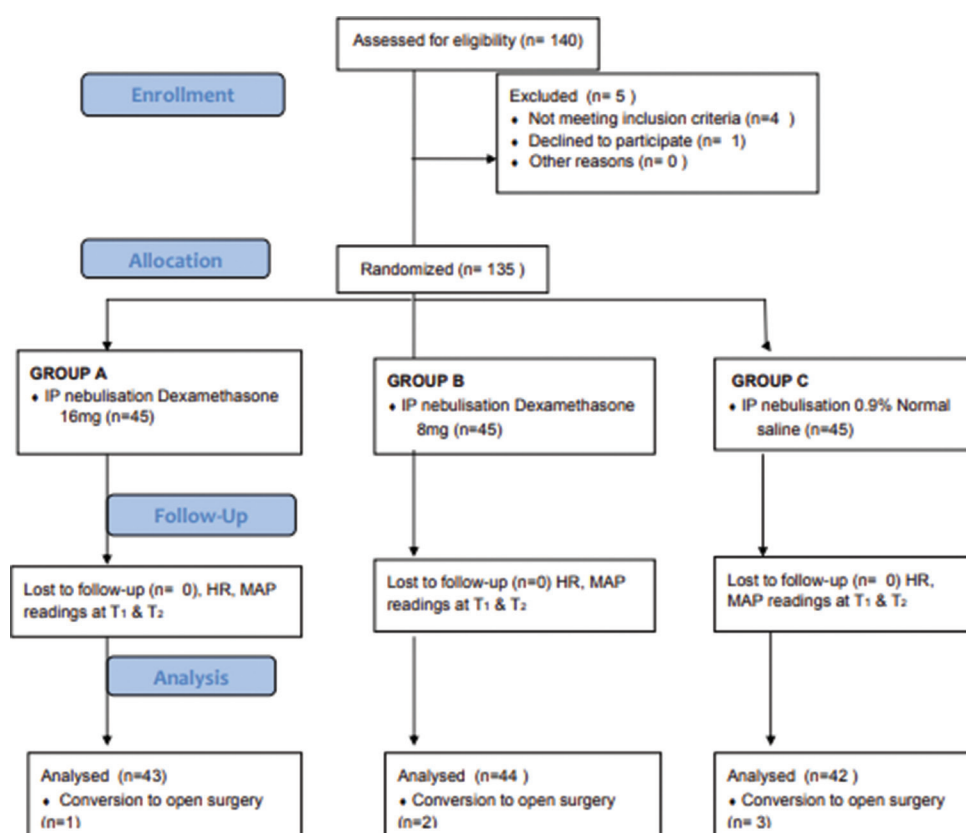 Assessed for eligibility (n= 140)
Enrollment
Excluded (n= 5 )
♦ Not meeting inclusion criteria (n=4 )
♦ Declined to participate (n= 1)
♦ Other reasons (n= 0 )
Allocation
Randomized (n= 135 )
GROUP A
♦ IP nebulisation Dexamethasone
16mg (n=45)
GROUP B
♦ IP nebulisation Dexamethasone
8mg (n=45)
GROUP C
♦ IP nebulisation 0.9% Normal
saline (n=45)
Follow-Up
Lost to follow-up (n= 0), HR, MAP
readings at T₁ & T₂
Lost to follow-up (n=0) HR, MAP
readings at T₁ & T₂
Lost to follow-up (n= 0) HR,
MAP readings at T₁ & T₂
Analysis
Analysed (n=43)
♦ Conversion to open surgery
(n=1)
Analysed (n=44 )
♦ Conversion to open surgery
(n=2)
Analysed (n=42 )
♦ Conversion to open surgery
(n= 3)